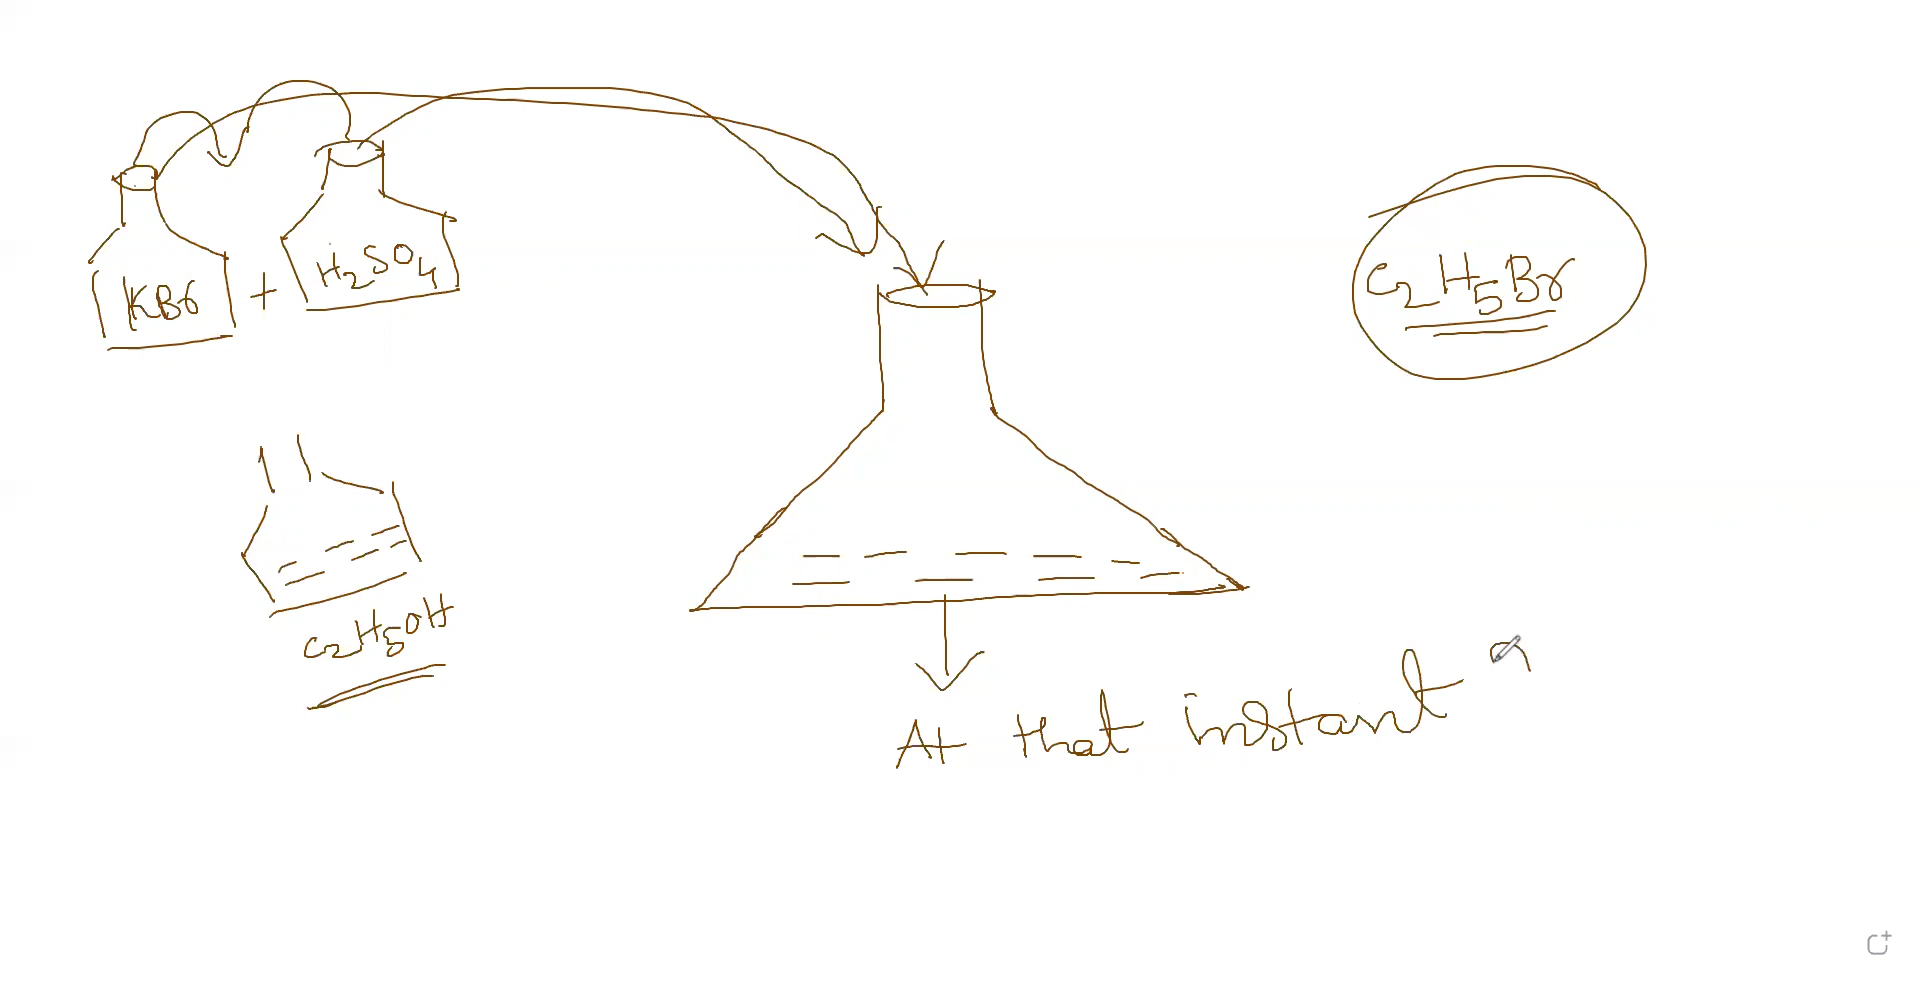 KBr + H2SO4
C2H5Br
C2H5OH
At that instant